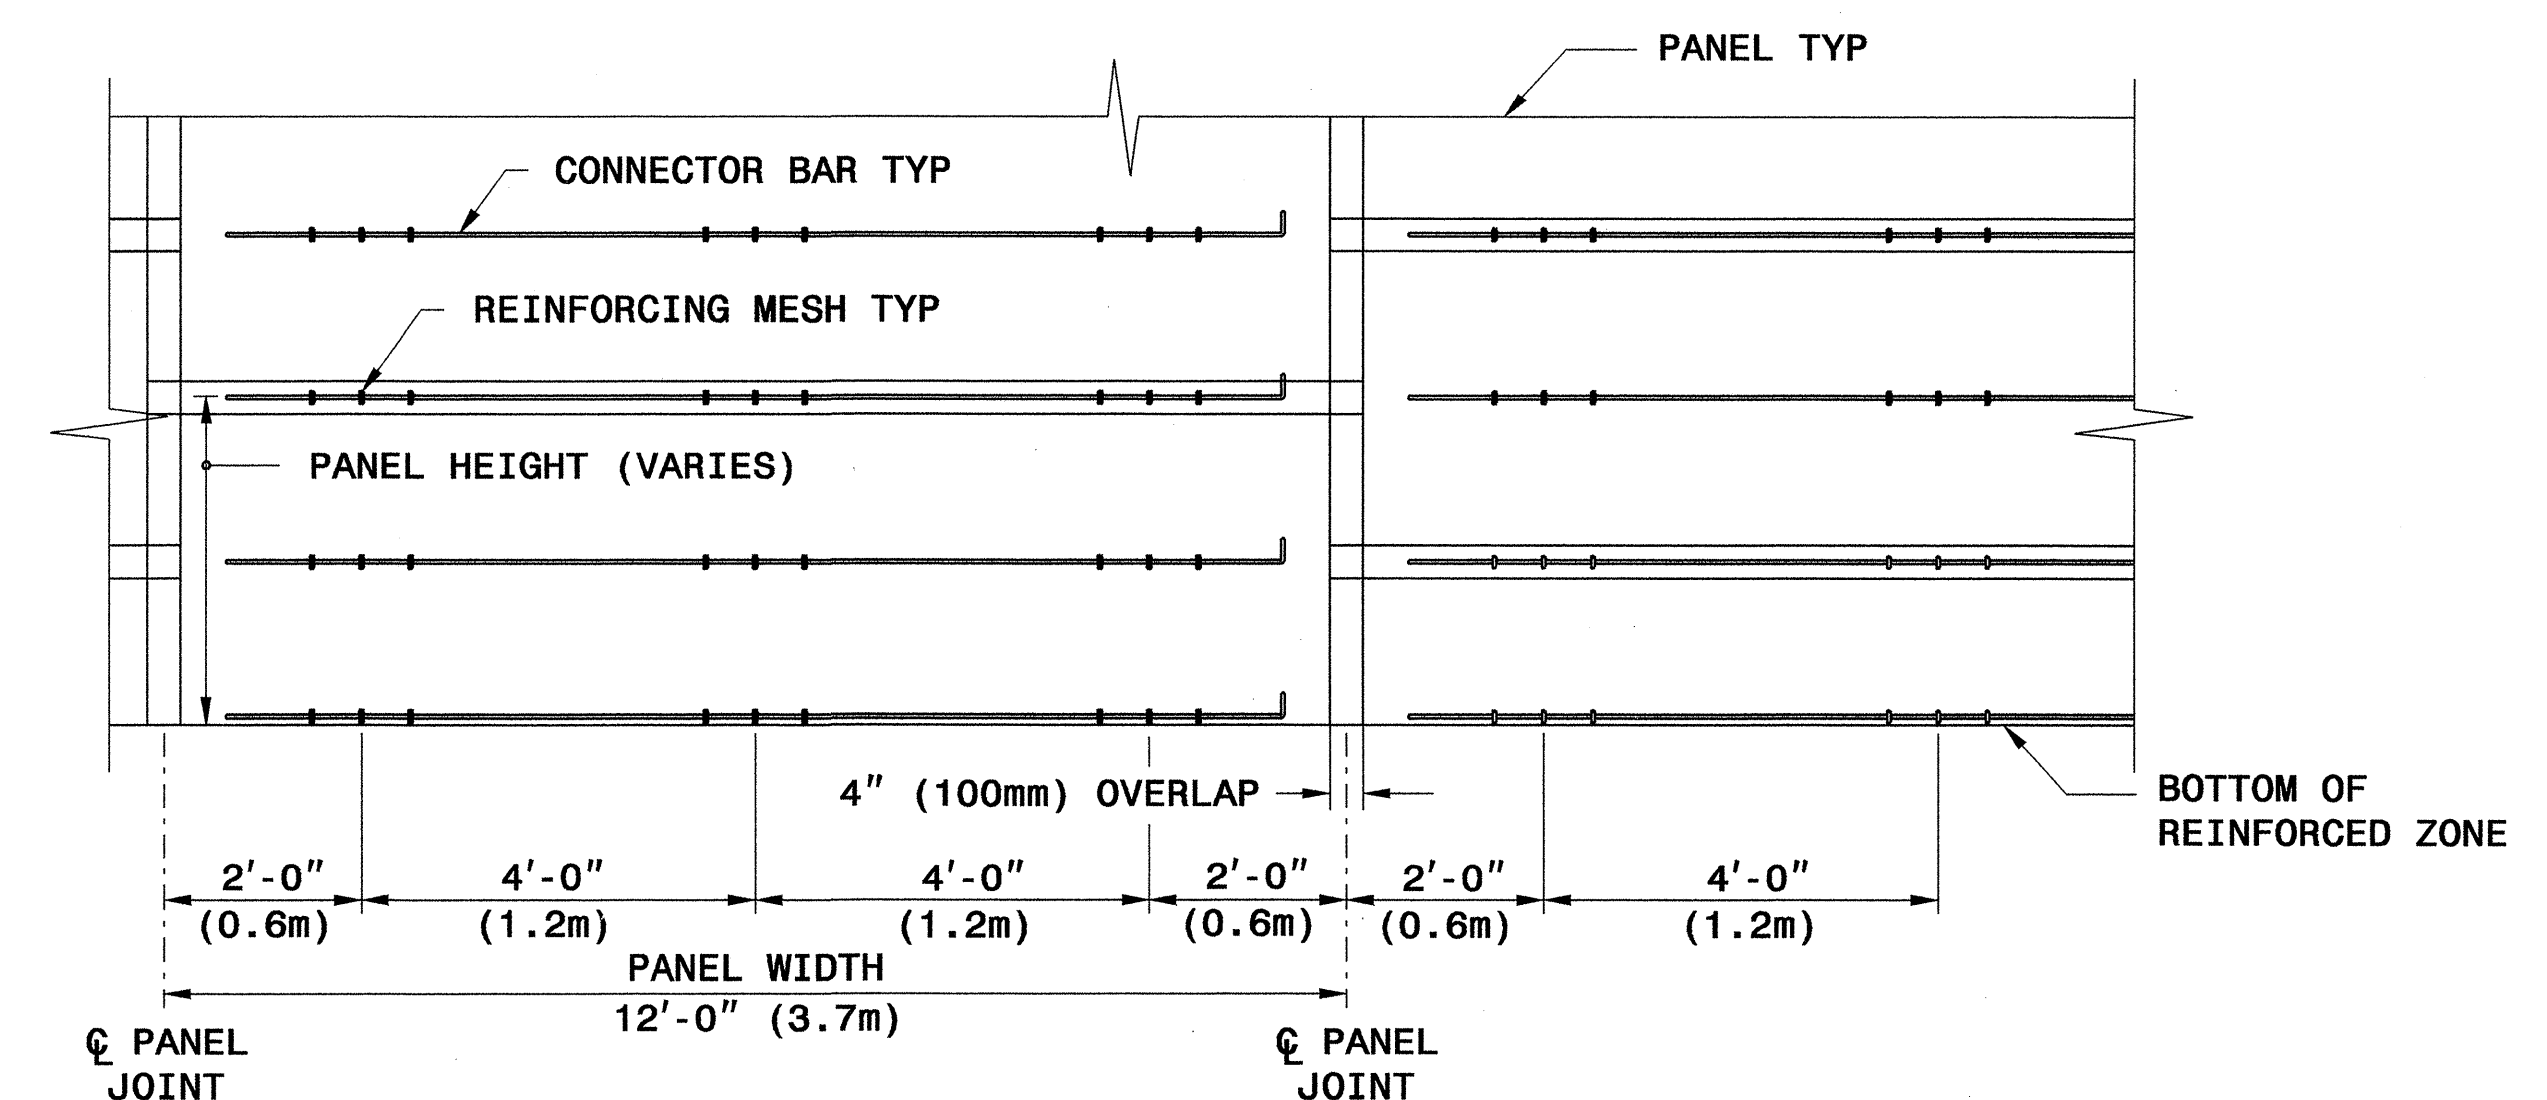 PANEL TYP
CONNECTOR BAR TYP
REINFORCING MESH TYP
PANEL HEIGHT (VARIES)
4" (100mm) OVERLAP
BOTTOM OF
REINFORCED ZONE
2'-0" 4'-0" 4'-0" 2'-0" 2'-0" 4'-0"
(0.6m) (1.2m) (1.2m) (0.6m) (0.6m) (1.2m)
PANEL WIDTH
12'-0" (3.7m)
℄ PANEL
JOINT
℄ PANEL
JOINT